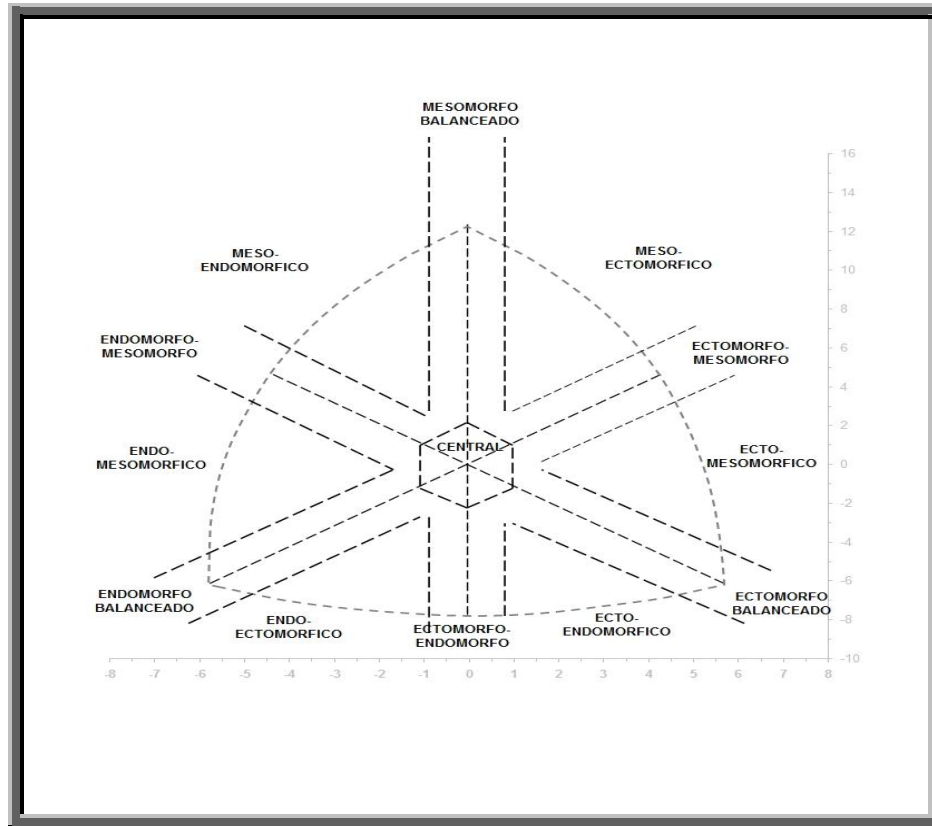 MESOMORFO
BALANCEADO
16
14
12
MESO-
ENDOMORFICO
MESO-
ECTOMORFICO
10
8
ENDOMORFO-
MESOMORFO
ECTOMORFO-
MESOMORFO
6
4
2
CENTRAL
ENDO-
MESOMORFICO
ECTO-
MESOMORFICO
0
-2
-4
-6
ENDOMORFO
BALANCEADO
ECTOMORFO
BALANCEADO
-8
ENDO-
ECTOMORFICO
ECTOMORFO-
ENDOMORFO
ECTO-
ENDOMORFICO
-10
-8 -7 -6 -5 -4 -3 -2 -1 0 1 2 3 4 5 6 7 8